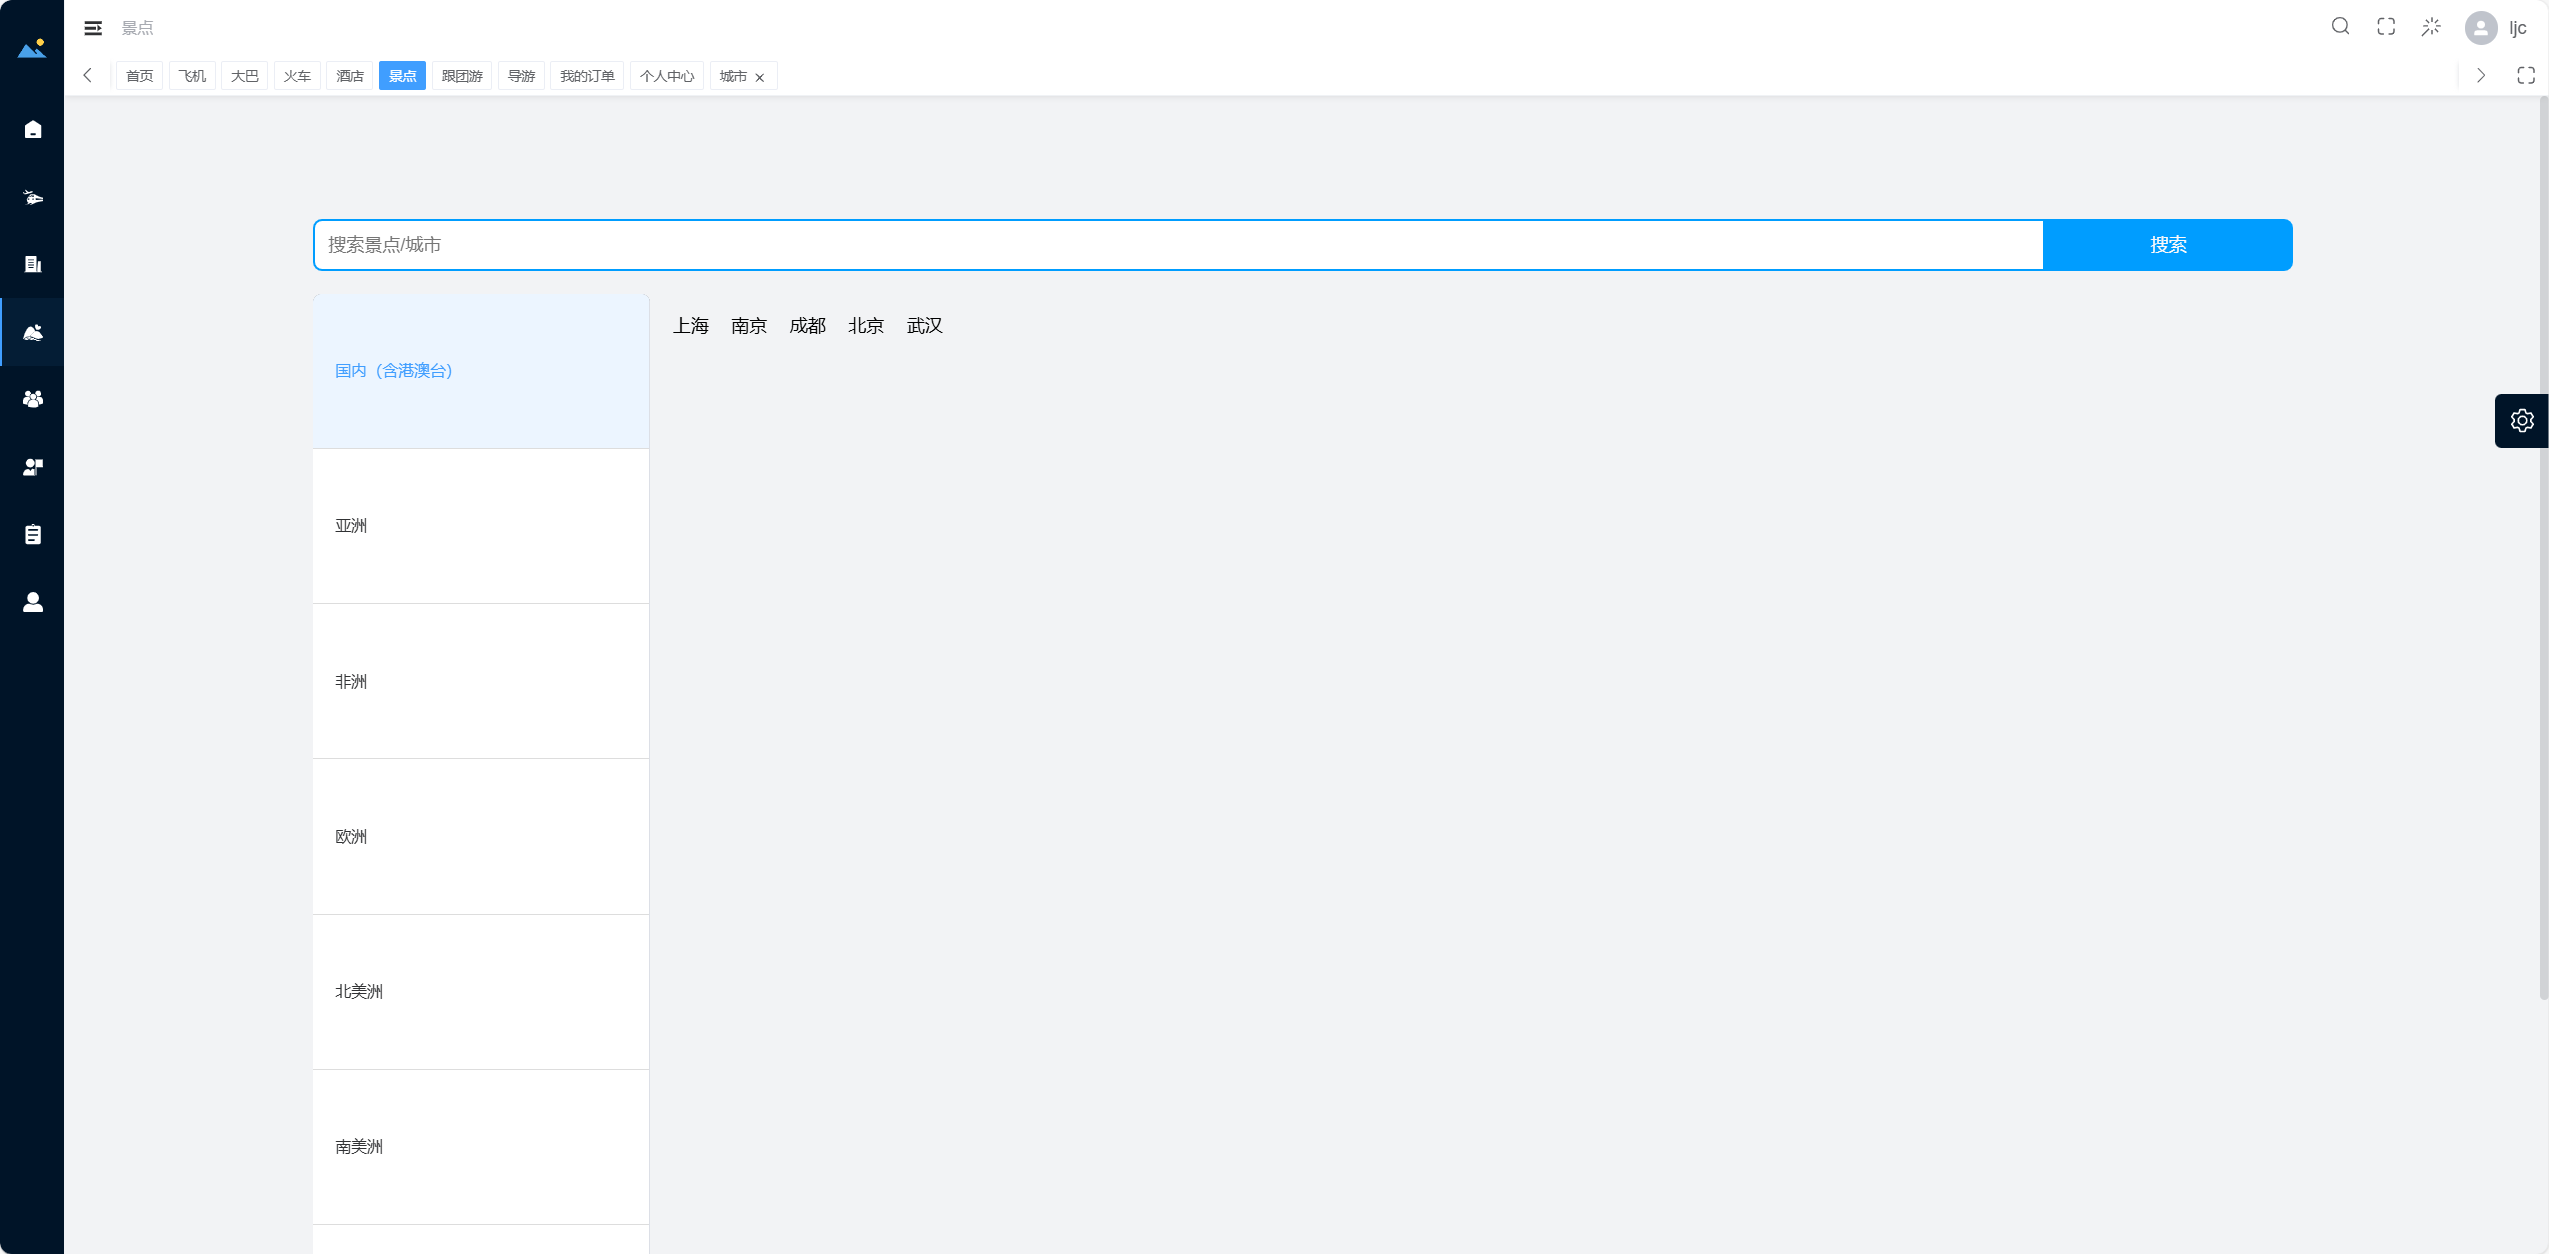 景点
ljc
首页 飞机 大巴 火车 酒店 景点 跟团游 导游 我的订单 个人中心 城市
搜索景点/城市 搜索
国内（含港澳台）
上海 南京 成都 北京 武汉
亚洲
非洲
欧洲
北美洲
南美洲